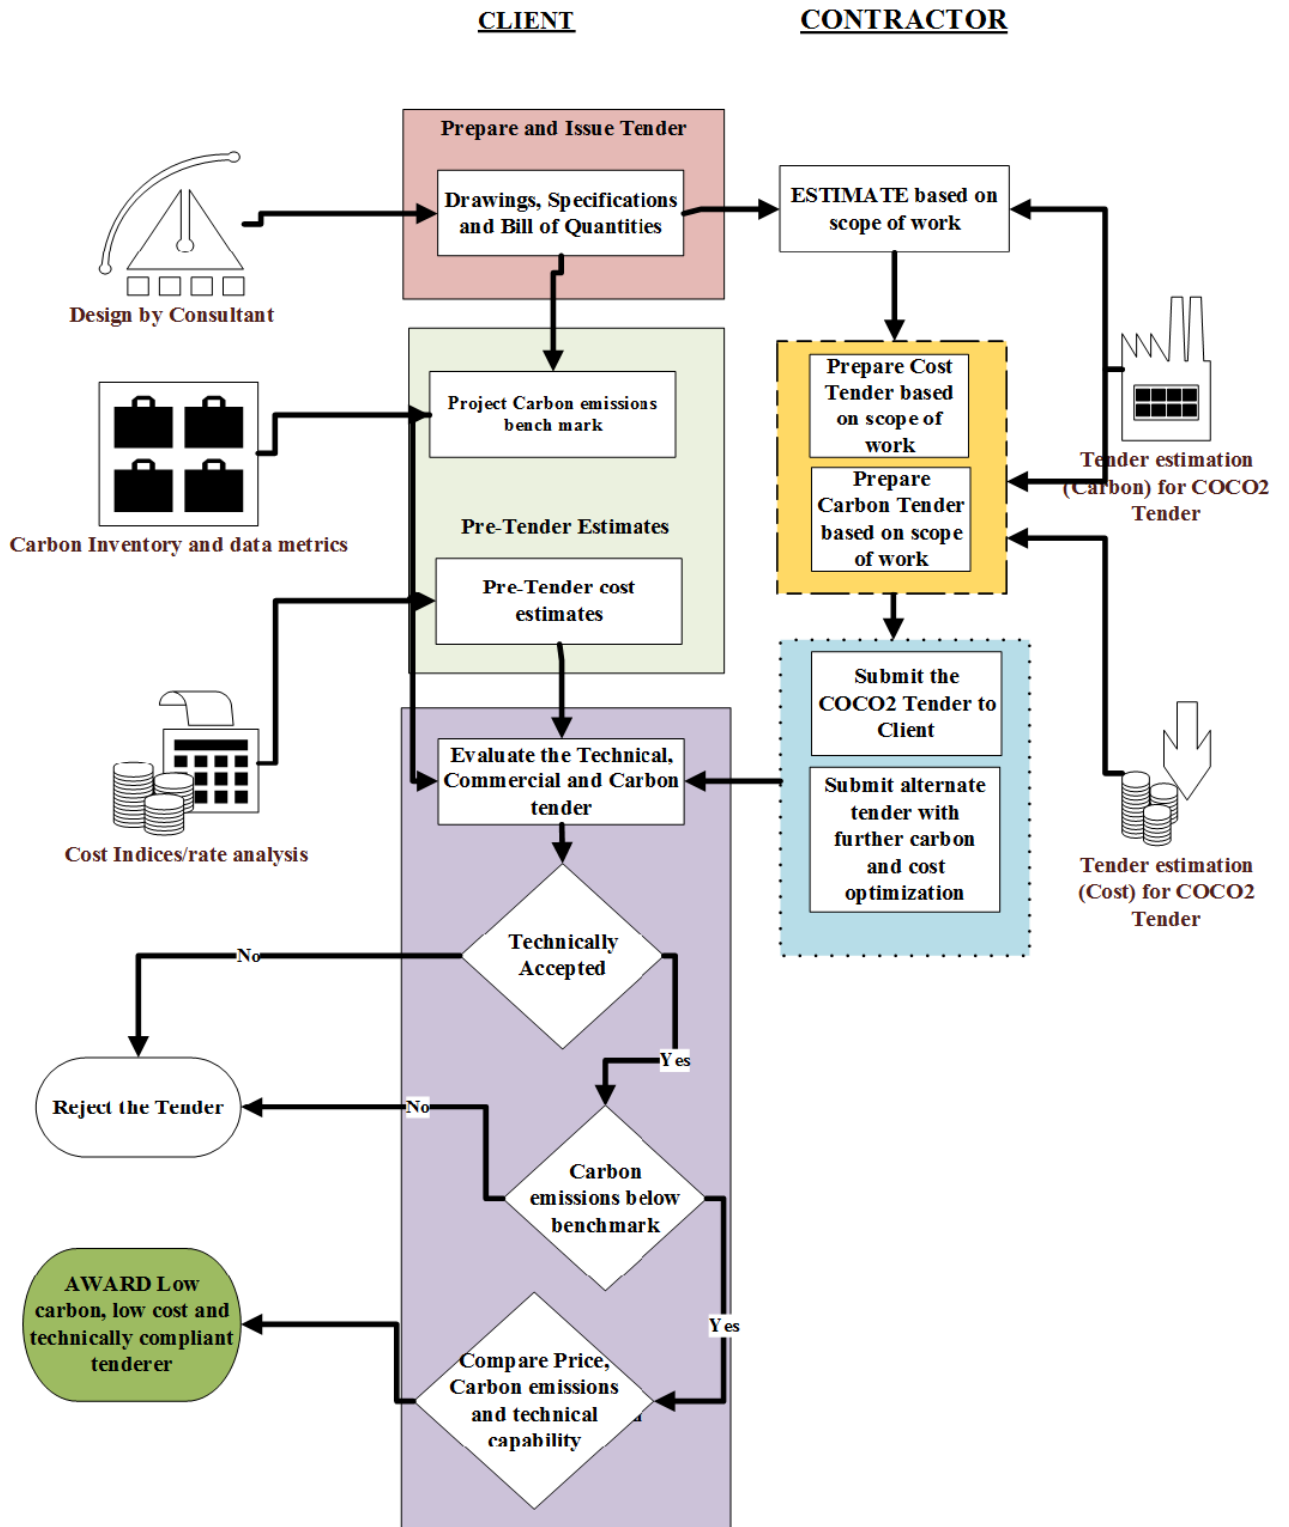 CLIENT
CONTRACTOR
Prepare and Issue Tender
Drawings, Specifications
and Bill of Quantities
ESTIMATE based on
scope of work
Design by Consultant
Project Carbon emissions
bench mark
Prepare Cost
Tender based
on scope of
work
Prepare
Carbon Tender
based on scope
of work
Tender estimation
(Carbon) for COCO2
Tender
Carbon Inventory and data metrics
Pre-Tender Estimates
Pre-Tender cost
estimates
Submit the
COCO2 Tender to
Client
Evaluate the Technical,
Commercial and Carbon
tender
Submit alternate
tender with
further carbon
and cost
optimization
Cost Indices/rate analysis
Tender estimation
(Cost) for COCO2
Tender
Technically
Accepted
No
Yes
Reject the Tender
No
Carbon
emissions below
benchmark
Yes
AWARD Low
carbon, low cost and
technically compliant
tenderer
Compare Price,
Carbon emissions
and technical
capability